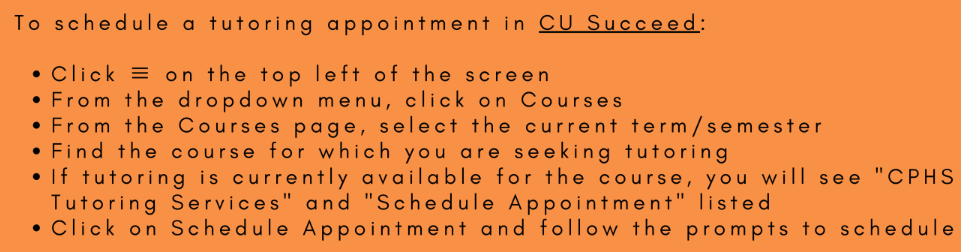 To schedule a tutoring appointment in CU Succeed:
• Click ≡ on the top left of the screen
• From the dropdown menu, click on Courses
• From the Courses page, select the current term/semester
• Find the course for which you are seeking tutoring
• If tutoring is currently available for the course, you will see "CPHS
Tutoring Services" and "Schedule Appointment" listed
• Click on Schedule Appointment and follow the prompts to schedule